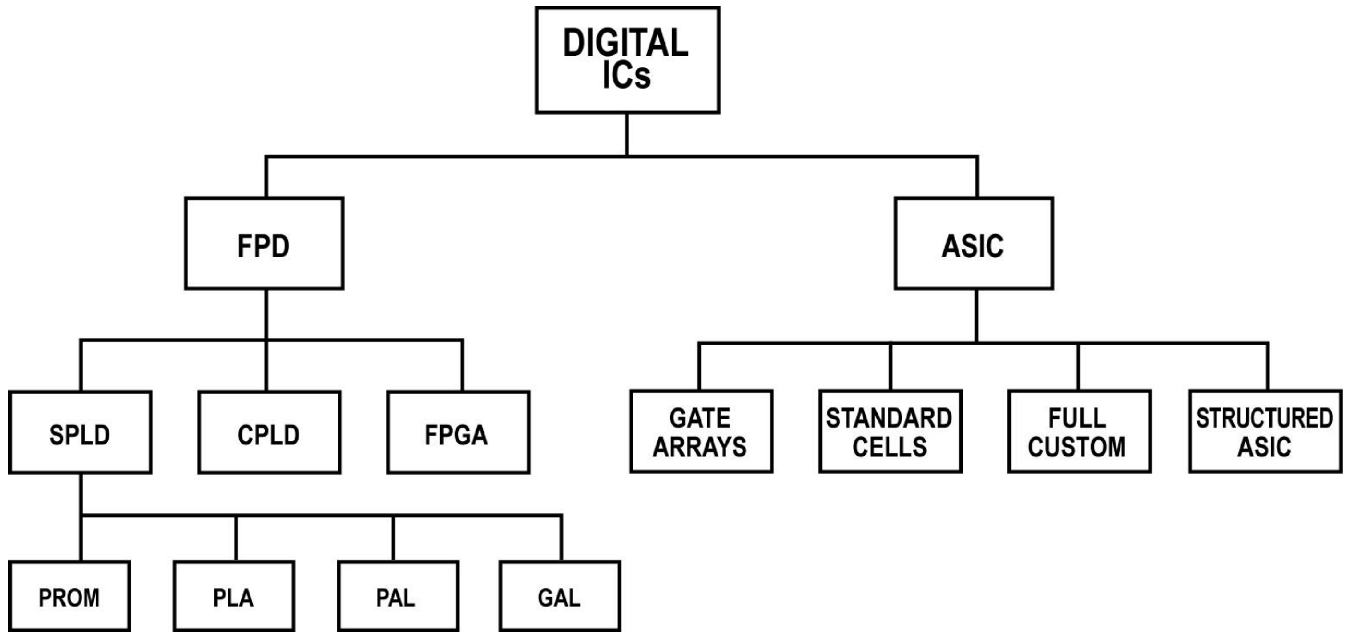 DIGITAL
ICs
FPD
ASIC
SPLD
CPLD
FPGA
GATE
ARRAYS
STANDARD
CELLS
FULL
CUSTOM
STRUCTURED
ASIC
PROM
PLA
PAL
GAL